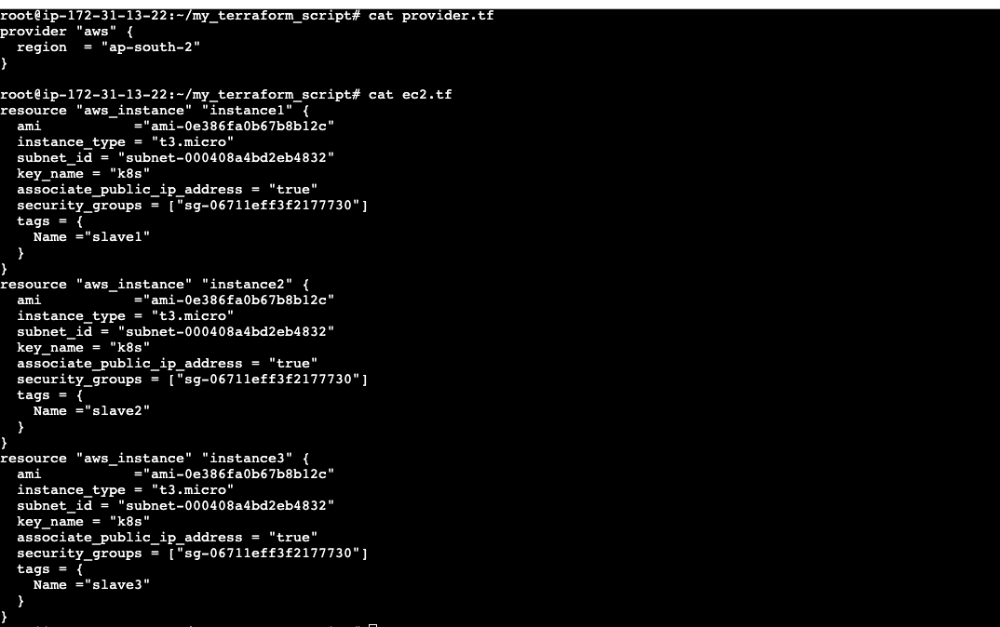 root@ip-172-31-13-22:~/my_terraform_script# cat provider.tf
provider "aws" {
  region  = "ap-south-2"
}

root@ip-172-31-13-22:~/my_terraform_script# cat ec2.tf
resource "aws_instance" "instance1" {
  ami           ="ami-0e386fa0b67b8b12c"
  instance_type = "t3.micro"
  subnet_id = "subnet-000408a4bd2eb4832"
  key_name = "k8s"
  associate_public_ip_address = "true"
  security_groups = ["sg-06711eff3f2177730"]
  tags = {
    Name ="slave1"
  }
}
resource "aws_instance" "instance2" {
  ami           ="ami-0e386fa0b67b8b12c"
  instance_type = "t3.micro"
  subnet_id = "subnet-000408a4bd2eb4832"
  key_name = "k8s"
  associate_public_ip_address = "true"
  security_groups = ["sg-06711eff3f2177730"]
  tags = {
    Name ="slave2"
  }
}
resource "aws_instance" "instance3" {
  ami           ="ami-0e386fa0b67b8b12c"
  instance_type = "t3.micro"
  subnet_id = "subnet-000408a4bd2eb4832"
  key_name = "k8s"
  associate_public_ip_address = "true"
  security_groups = ["sg-06711eff3f2177730"]
  tags = {
    Name ="slave3"
  }
}